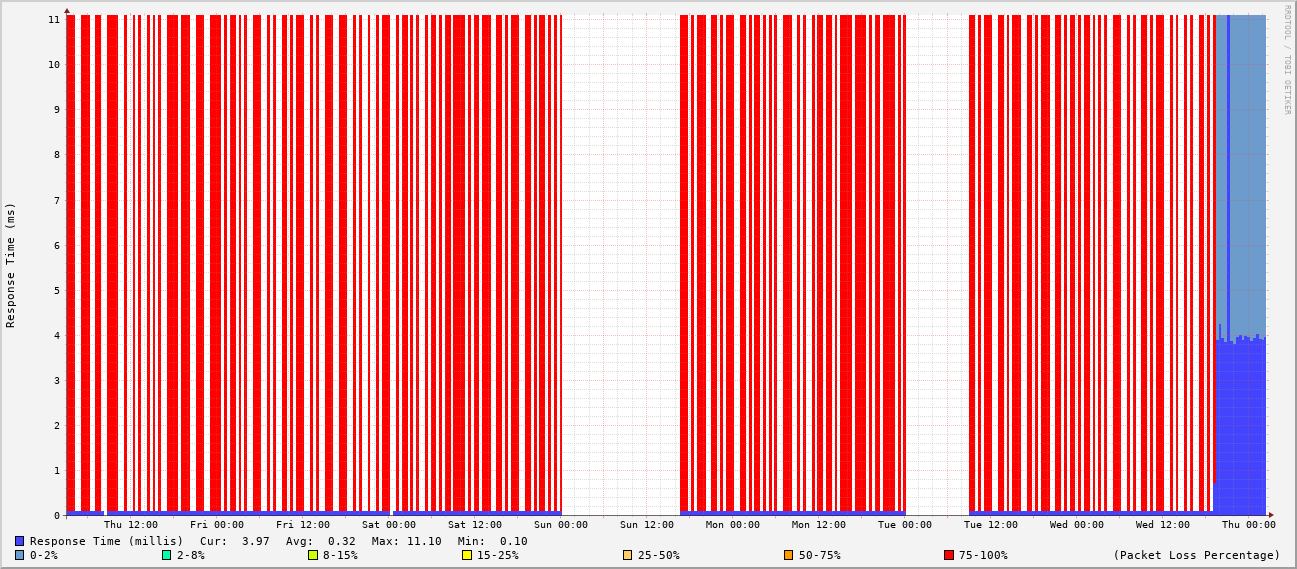 RRDTOOL / TOBI OETIKER
Response Time (ms)
11
10
9
8
7
6
5
4
3
2
1
0
Thu 12:00 Fri 00:00 Fri 12:00 Sat 00:00 Sat 12:00 Sun 00:00 Sun 12:00 Mon 00:00 Mon 12:00 Tue 00:00 Tue 12:00 Wed 00:00 Wed 12:00 Thu 00:00
Response Time (millis) Cur: 3.97 Avg: 0.32 Max: 11.10 Min: 0.10
0-2% 2-8% 8-15% 15-25% 25-50% 50-75% 75-100% (Packet Loss Percentage)